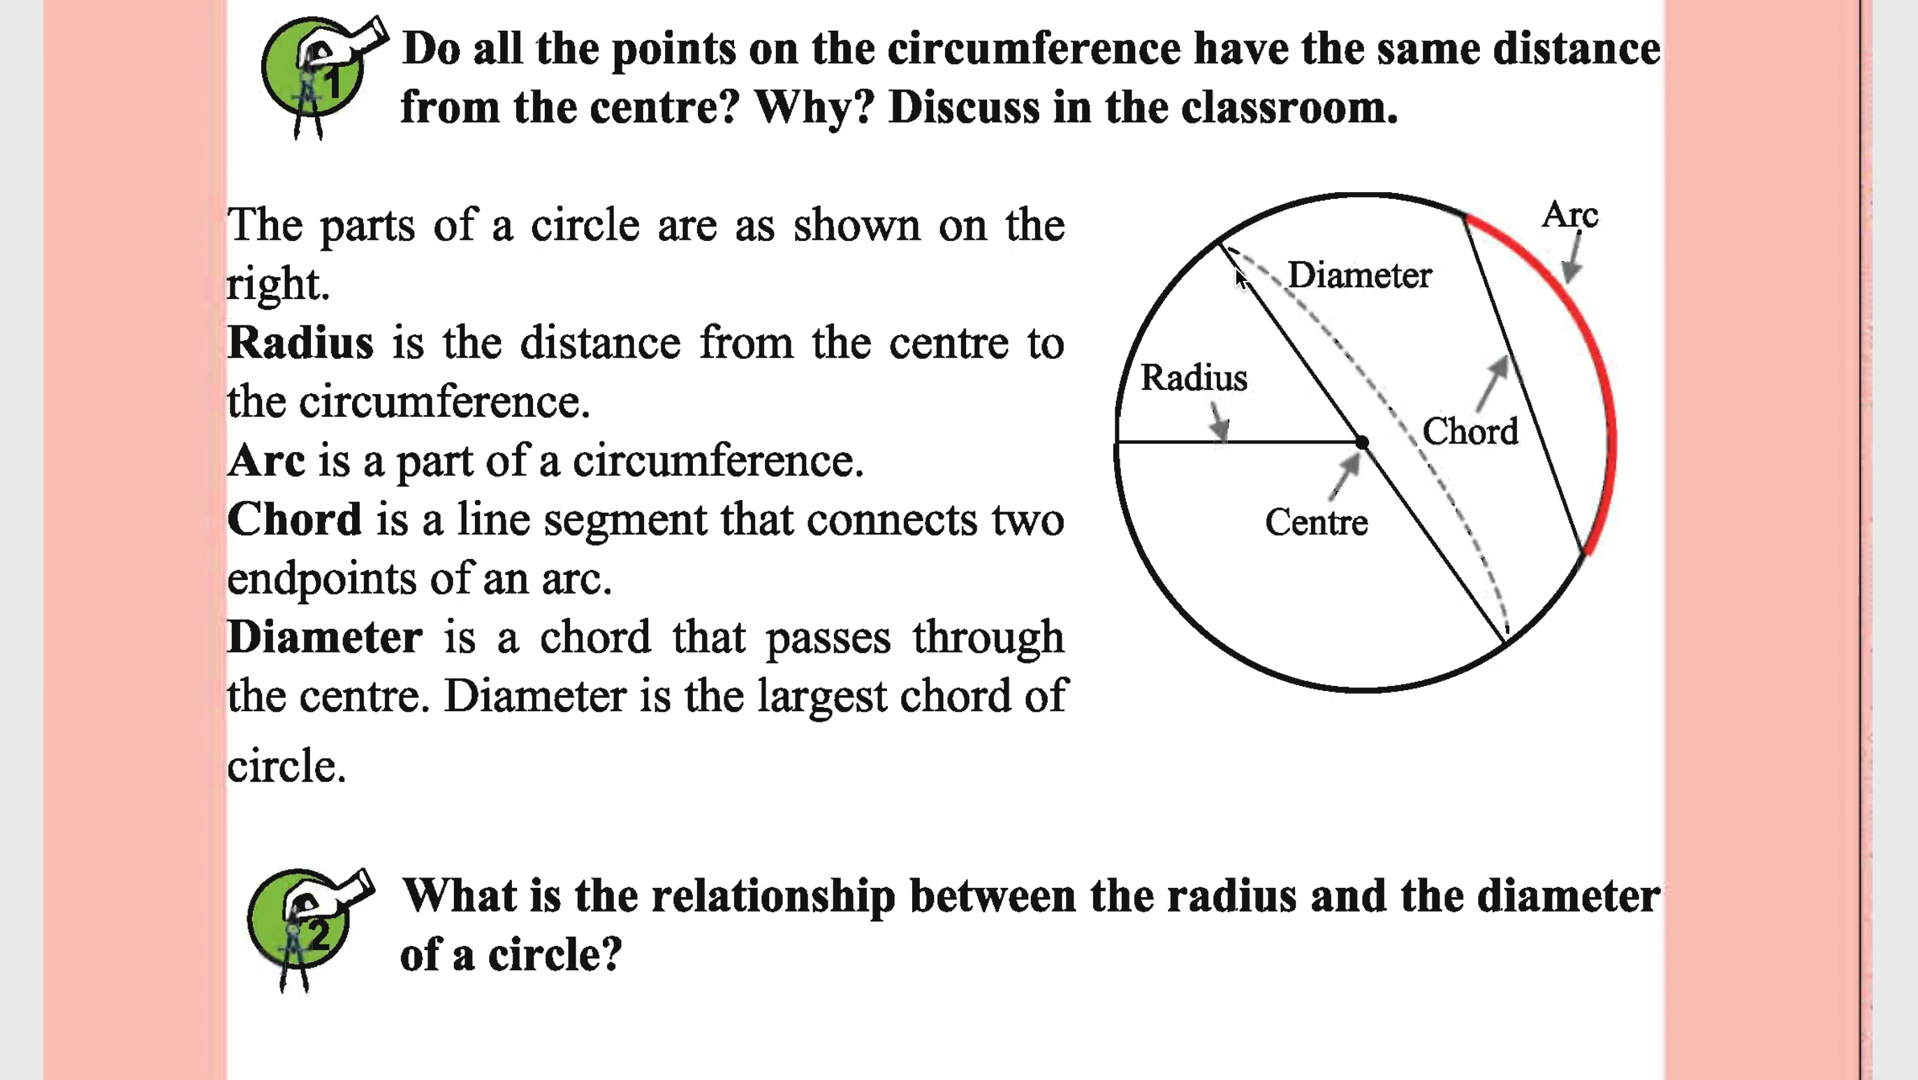 1
Do all the points on the circumference have the same distance
from the centre? Why? Discuss in the classroom.
The parts of a circle are as shown on the
right.
Radius is the distance from the centre to
the circumference.
Arc is a part of a circumference.
Chord is a line segment that connects two
endpoints of an arc.
Diameter is a chord that passes through
the centre. Diameter is the largest chord of
circle.
Arc
Diameter
Radius
Chord
Centre
2
What is the relationship between the radius and the diameter
of a circle?